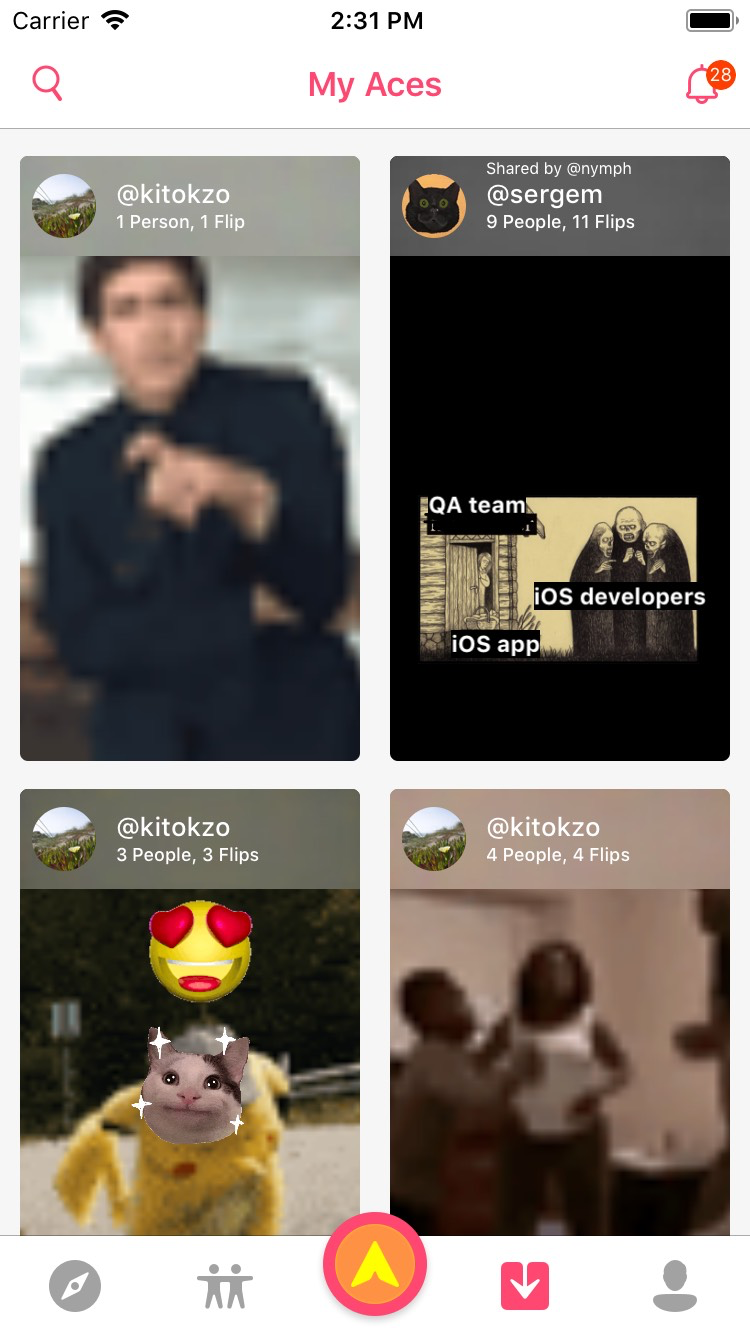 Carrier
2:31 PM
My Aces
28
@kitokzo
1 Person, 1 Flip
Shared by @nymph
@sergem
9 People, 11 Flips
QA team
iOS developers
iOS app
@kitokzo
3 People, 3 Flips
@kitokzo
4 People, 4 Flips